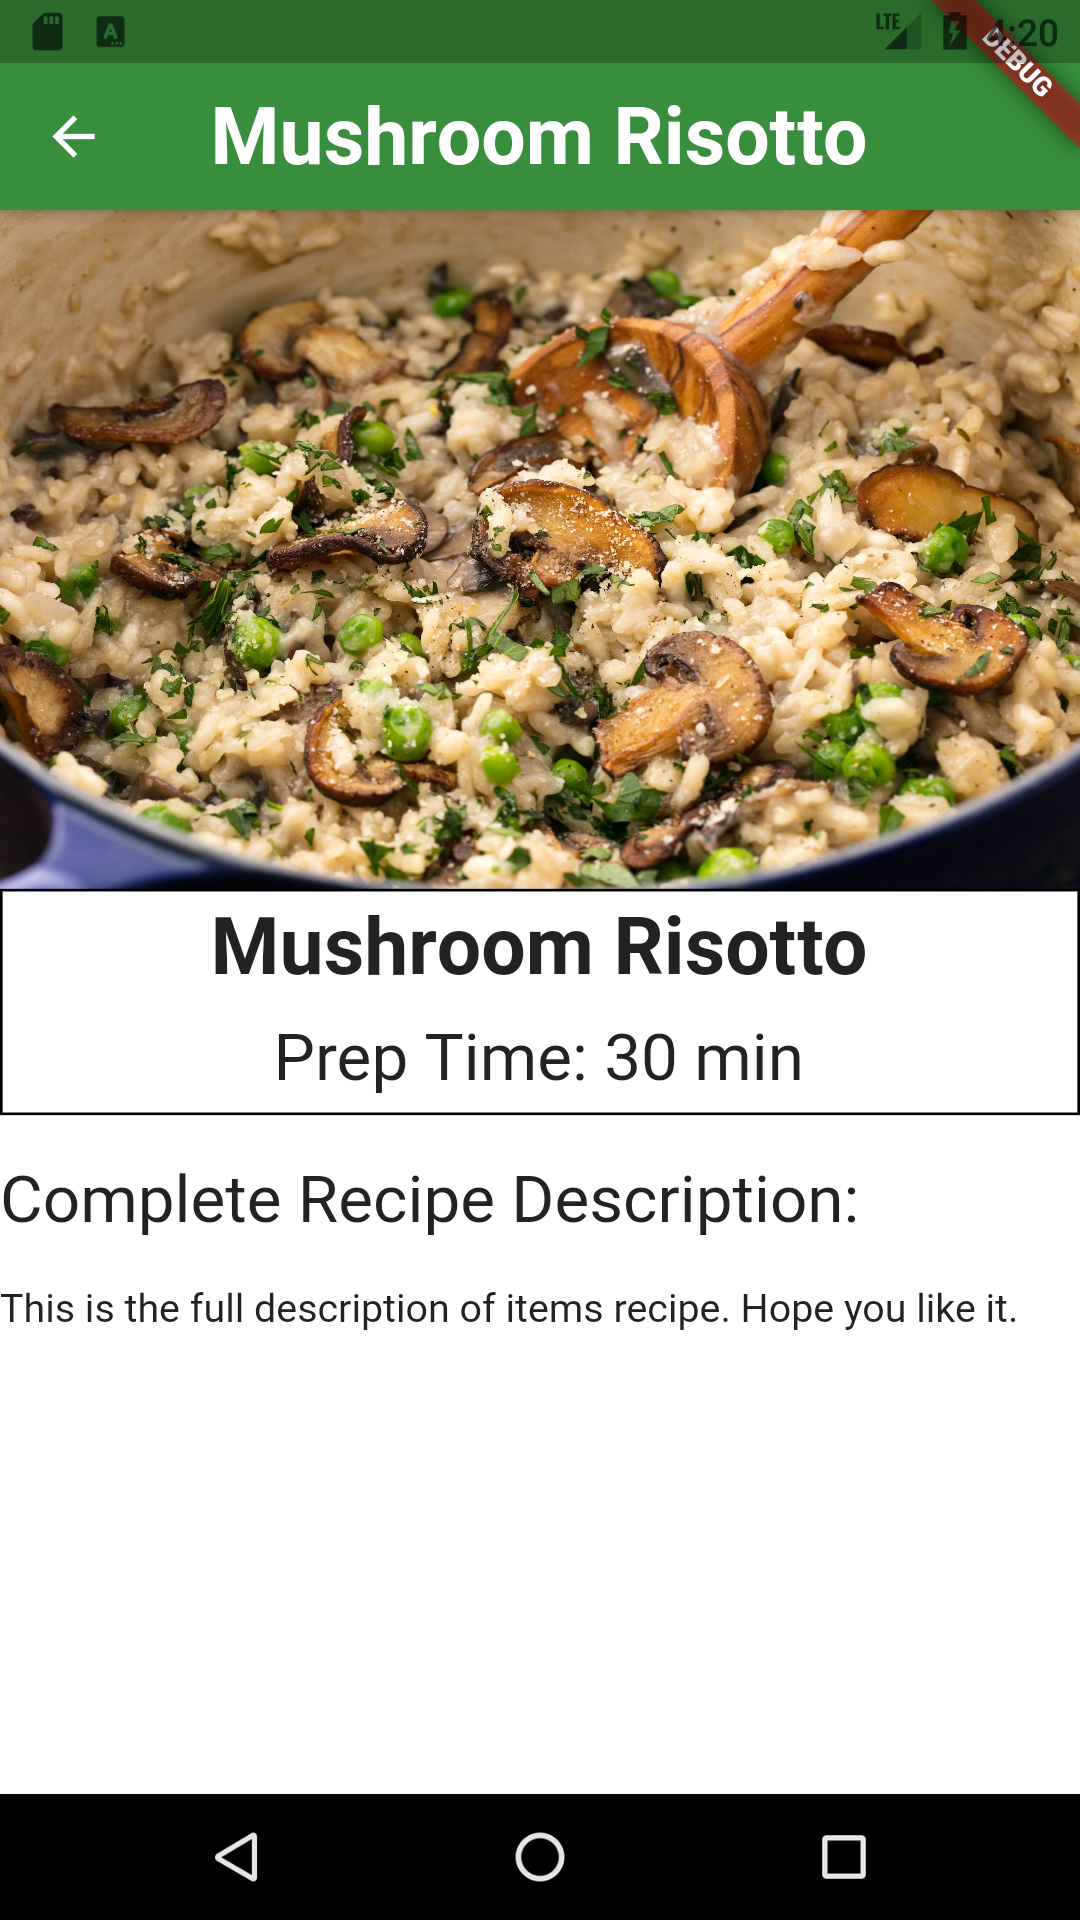 LTE
4:20
DEBUG
A
Mushroom Risotto
Mushroom Risotto
Prep Time: 30 min
Complete Recipe Description:
This is the full description of items recipe. Hope you like it.